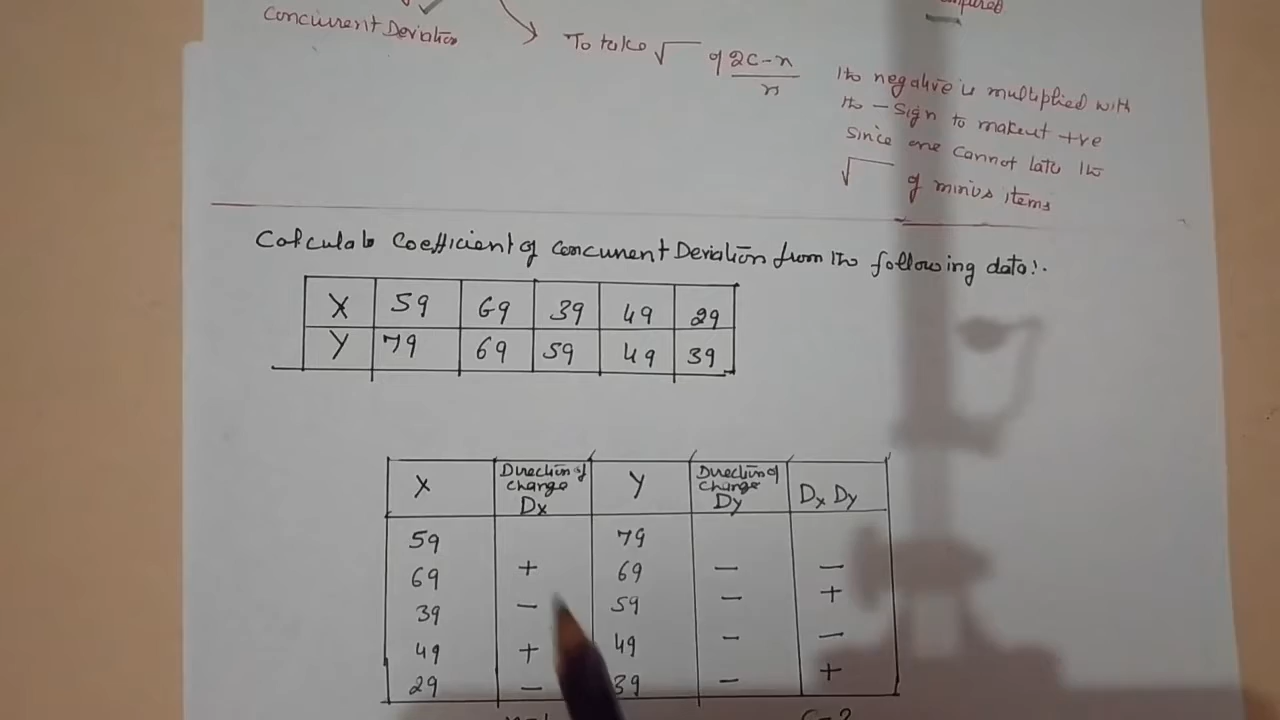 Concurrent Deviation
To take √ of 2C-n
n
the negative is multiplied with
the - sign to make ut +ve
since one cannot take the
√ of minus items
Calculate Coefficient of Concurrent Deviation from the following data:-
X 59 69 39 49 29
Y 79 69 59 49 39
X Direction of change Dx Y Direction of change Dy Dx Dy
59 79
69 + 69 - -
39 - 59 - +
49 + 49 - -
29 - 39 - +